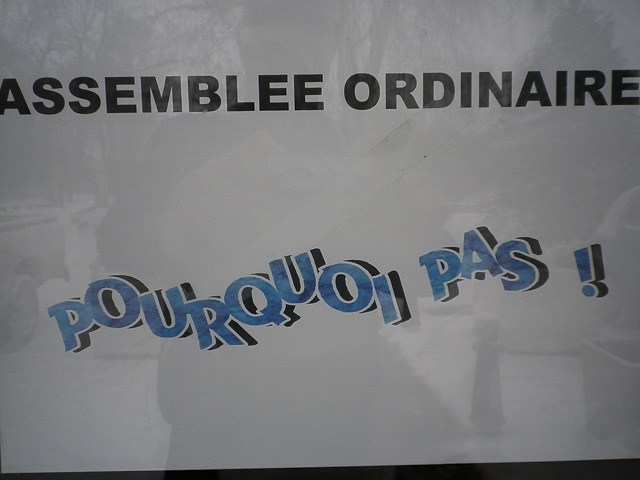 ASSEMBLEE ORDINAIRE
POURQUOI PAS !